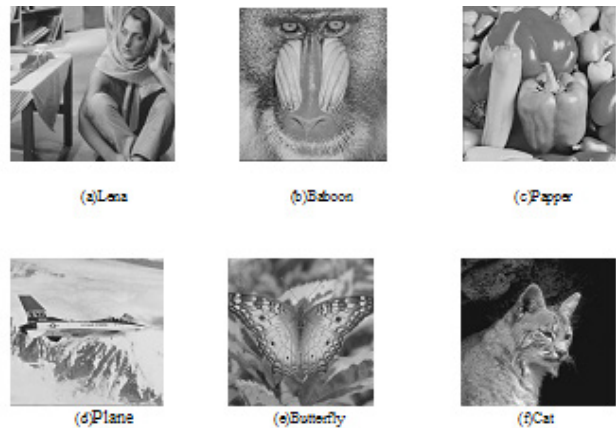 (a)Lena
(b)Baboon
(c)Papper
(d)Plane
(e)Butterfly
(f)Cat